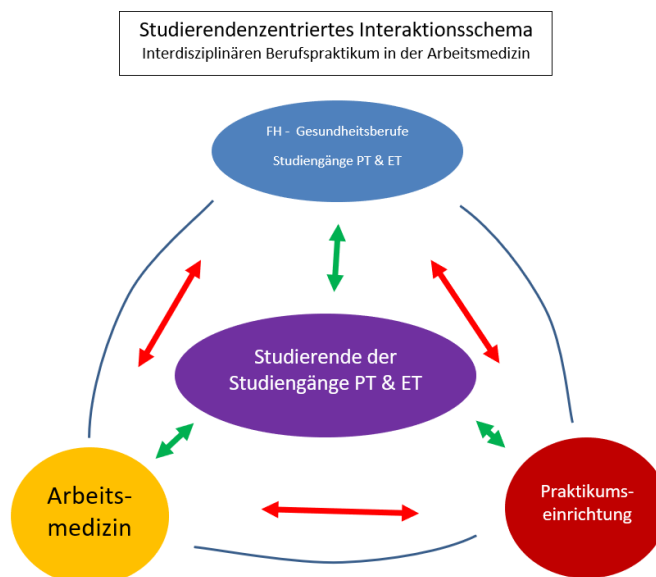 Studierendenzentriertes Interaktionsschema
Interdisziplinären Berufspraktikum in der Arbeitsmedizin
FH - Gesundheitsberufe
Studiengänge PT & ET
Studierende der
Studiengänge PT & ET
Arbeits-
medizin
Praktikums-
einrichtung